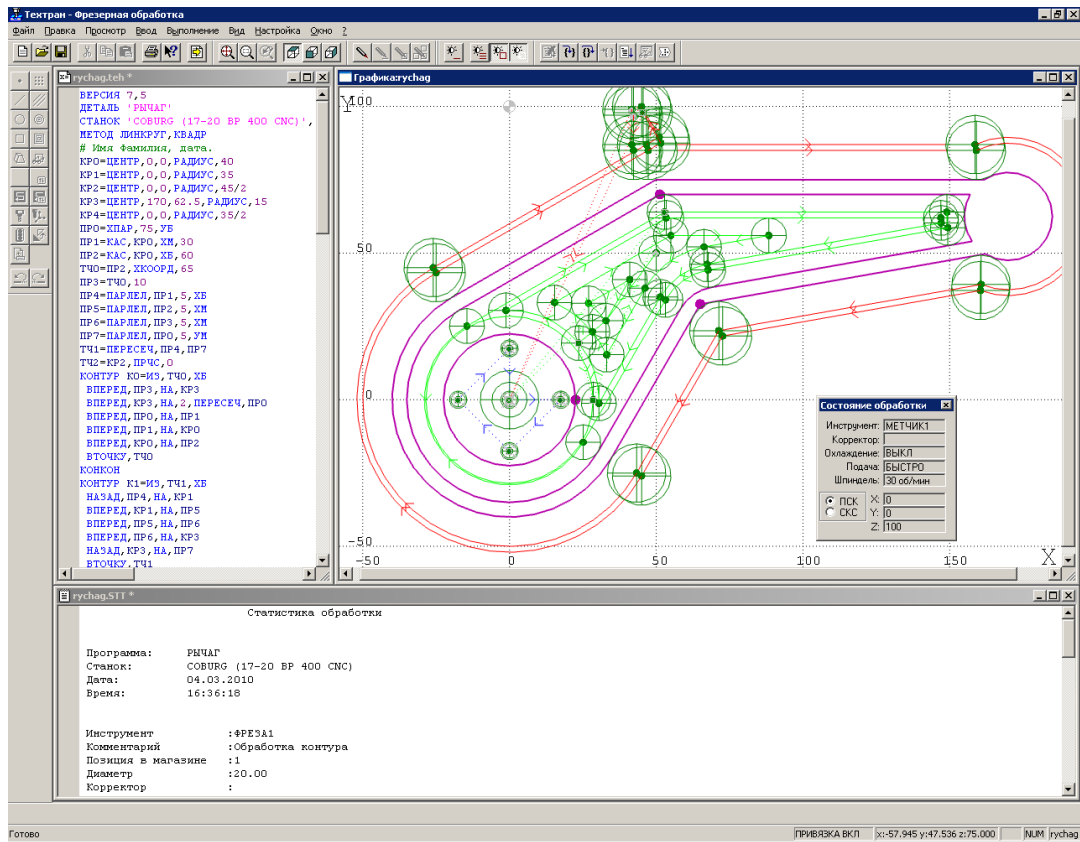 Техтран - Фрезерная обработка
Файл Правка Просмотр Ввод Выполнение Вид Настройка Окно ?
rychag.teh *
ВЕРСИЯ 7,5
ДЕТАЛЬ 'РЫЧАГ'
СТАНОК 'COBURG (17-20 BP 400 CNC)',
МЕТОД ЛИНКРУГ,КВАДР
# Имя Фамилия, дата.
КР0=ЦЕНТР,0,0,РАДИУС,40
КР1=ЦЕНТР,0,0,РАДИУС,35
КР2=ЦЕНТР,0,0,РАДИУС,45/2
КР3=ЦЕНТР,170,62.5,РАДИУС,15
КР4=ЦЕНТР,0,0,РАДИУС,35/2
ПР0=ХПАР,75,УБ
ПР1=КАС,КР0,ХМ,30
ПР2=КАС,КР0,ХБ,60
ТЧ0=ПР2,ХКООРД,65
ПР3=ТЧ0,10
ПР4=ПАРЛЕЛ,ПР1,5,ХБ
ПР5=ПАРЛЕЛ,ПР2,5,ХМ
ПР6=ПАРЛЕЛ,ПР3,5,ХМ
ПР7=ПАРЛЕЛ,ПР0,5,УМ
ТЧ1=ПЕРЕСЕЧ,ПР4,ПР7
ТЧ2=КР2,ПРЧС,0
КОНТУР К0=ИЗ,ТЧ0,ХБ
ВПЕРЕД,ПР3,НА,КР3
ВПЕРЕД,КР3,НА,2,ПЕРЕСЕЧ,ПР0
ВПЕРЕД,ПР0,НА,ПР1
ВПЕРЕД,ПР1,НА,КР0
ВПЕРЕД,КР0,НА,ПР2
ВТОЧКУ,ТЧ0
КОНКОН
КОНТУР К1=ИЗ,ТЧ1,ХБ
НАЗАД,ПР4,НА,КР1
ВПЕРЕД,КР1,НА,ПР5
ВПЕРЕД,ПР5,НА,ПР6
ВПЕРЕД,ПР6,НА,КР3
НАЗАД,КР3,НА,ПР7
ВТОЧКУ,ТЧ1
Графика:rychag
Y
100
50
0
-50
-50
0
50
100
150
X
Состояние обработки
Инструмент: МЕТЧИК1
Корректор:
Охлаждение: ВЫКЛ
Подача: БЫСТРО
Шпиндель: 30 об/мин
ПСК X: 0
СКС Y: 0
Z: 100
rychag.STT *
Статистика обработки
Программа: РЫЧАГ
Станок: COBURG (17-20 BP 400 CNC)
Дата: 04.03.2010
Время: 16:36:18
Инструмент :ФРЕЗА1
Комментарий :Обработка контура
Позиция в магазине :1
Диаметр :20.00
Корректор :
Готово
ПРИВЯЗКА ВКЛ x:-57.945 y:47.536 z:75.000 NUM rychag